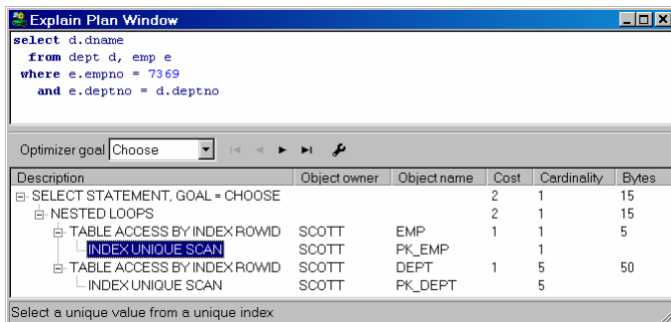 Explain Plan Window
select d.dname
from dept d, emp e
where e.empno = 7369
and e.deptno = d.deptno
Optimizer goal Choose
Description Object owner Object name Cost Cardinality Bytes
SELECT STATEMENT, GOAL = CHOOSE 2 1 15
NESTED LOOPS 2 1 15
TABLE ACCESS BY INDEX ROWID SCOTT EMP 1 1 5
INDEX UNIQUE SCAN SCOTT PK_EMP 1
TABLE ACCESS BY INDEX ROWID SCOTT DEPT 1 5 50
INDEX UNIQUE SCAN SCOTT PK_DEPT 5
Select a unique value from a unique index